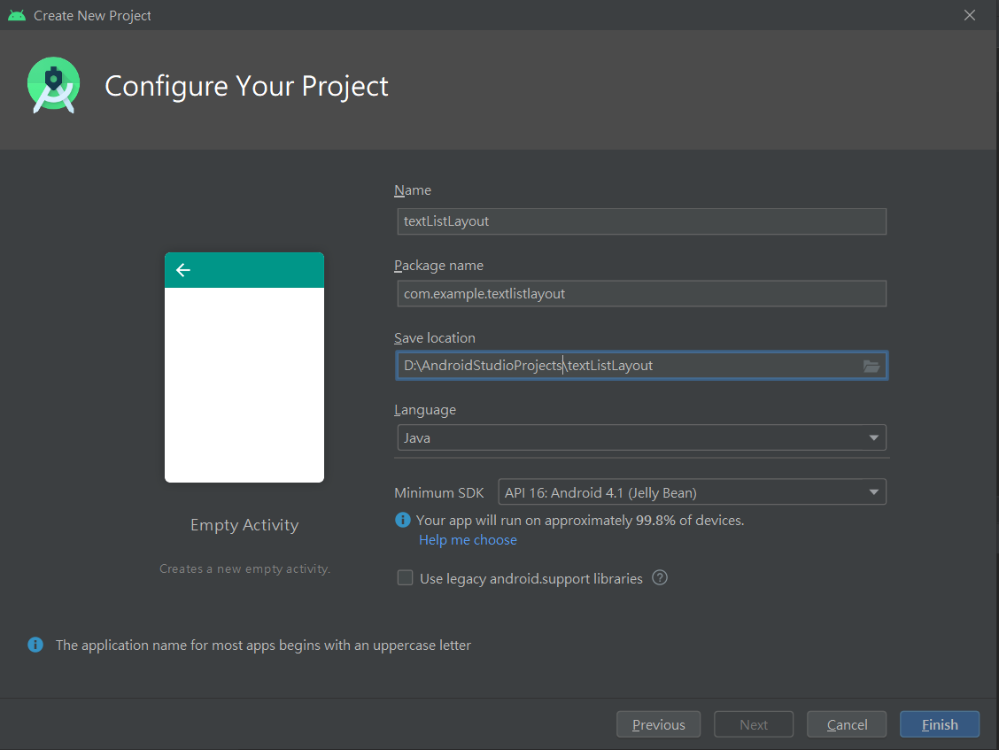 Create New Project
Configure Your Project
Name
textListLayout
Package name
com.example.textlistlayout
Save location
D:\AndroidStudioProjects\textListLayout
Language
Java
Minimum SDK API 16: Android 4.1 (Jelly Bean)
Your app will run on approximately 99.8% of devices.
Help me choose
Use legacy android.support libraries ?
Empty Activity
Creates a new empty activity.
The application name for most apps begins with an uppercase letter
Previous Next Cancel Finish